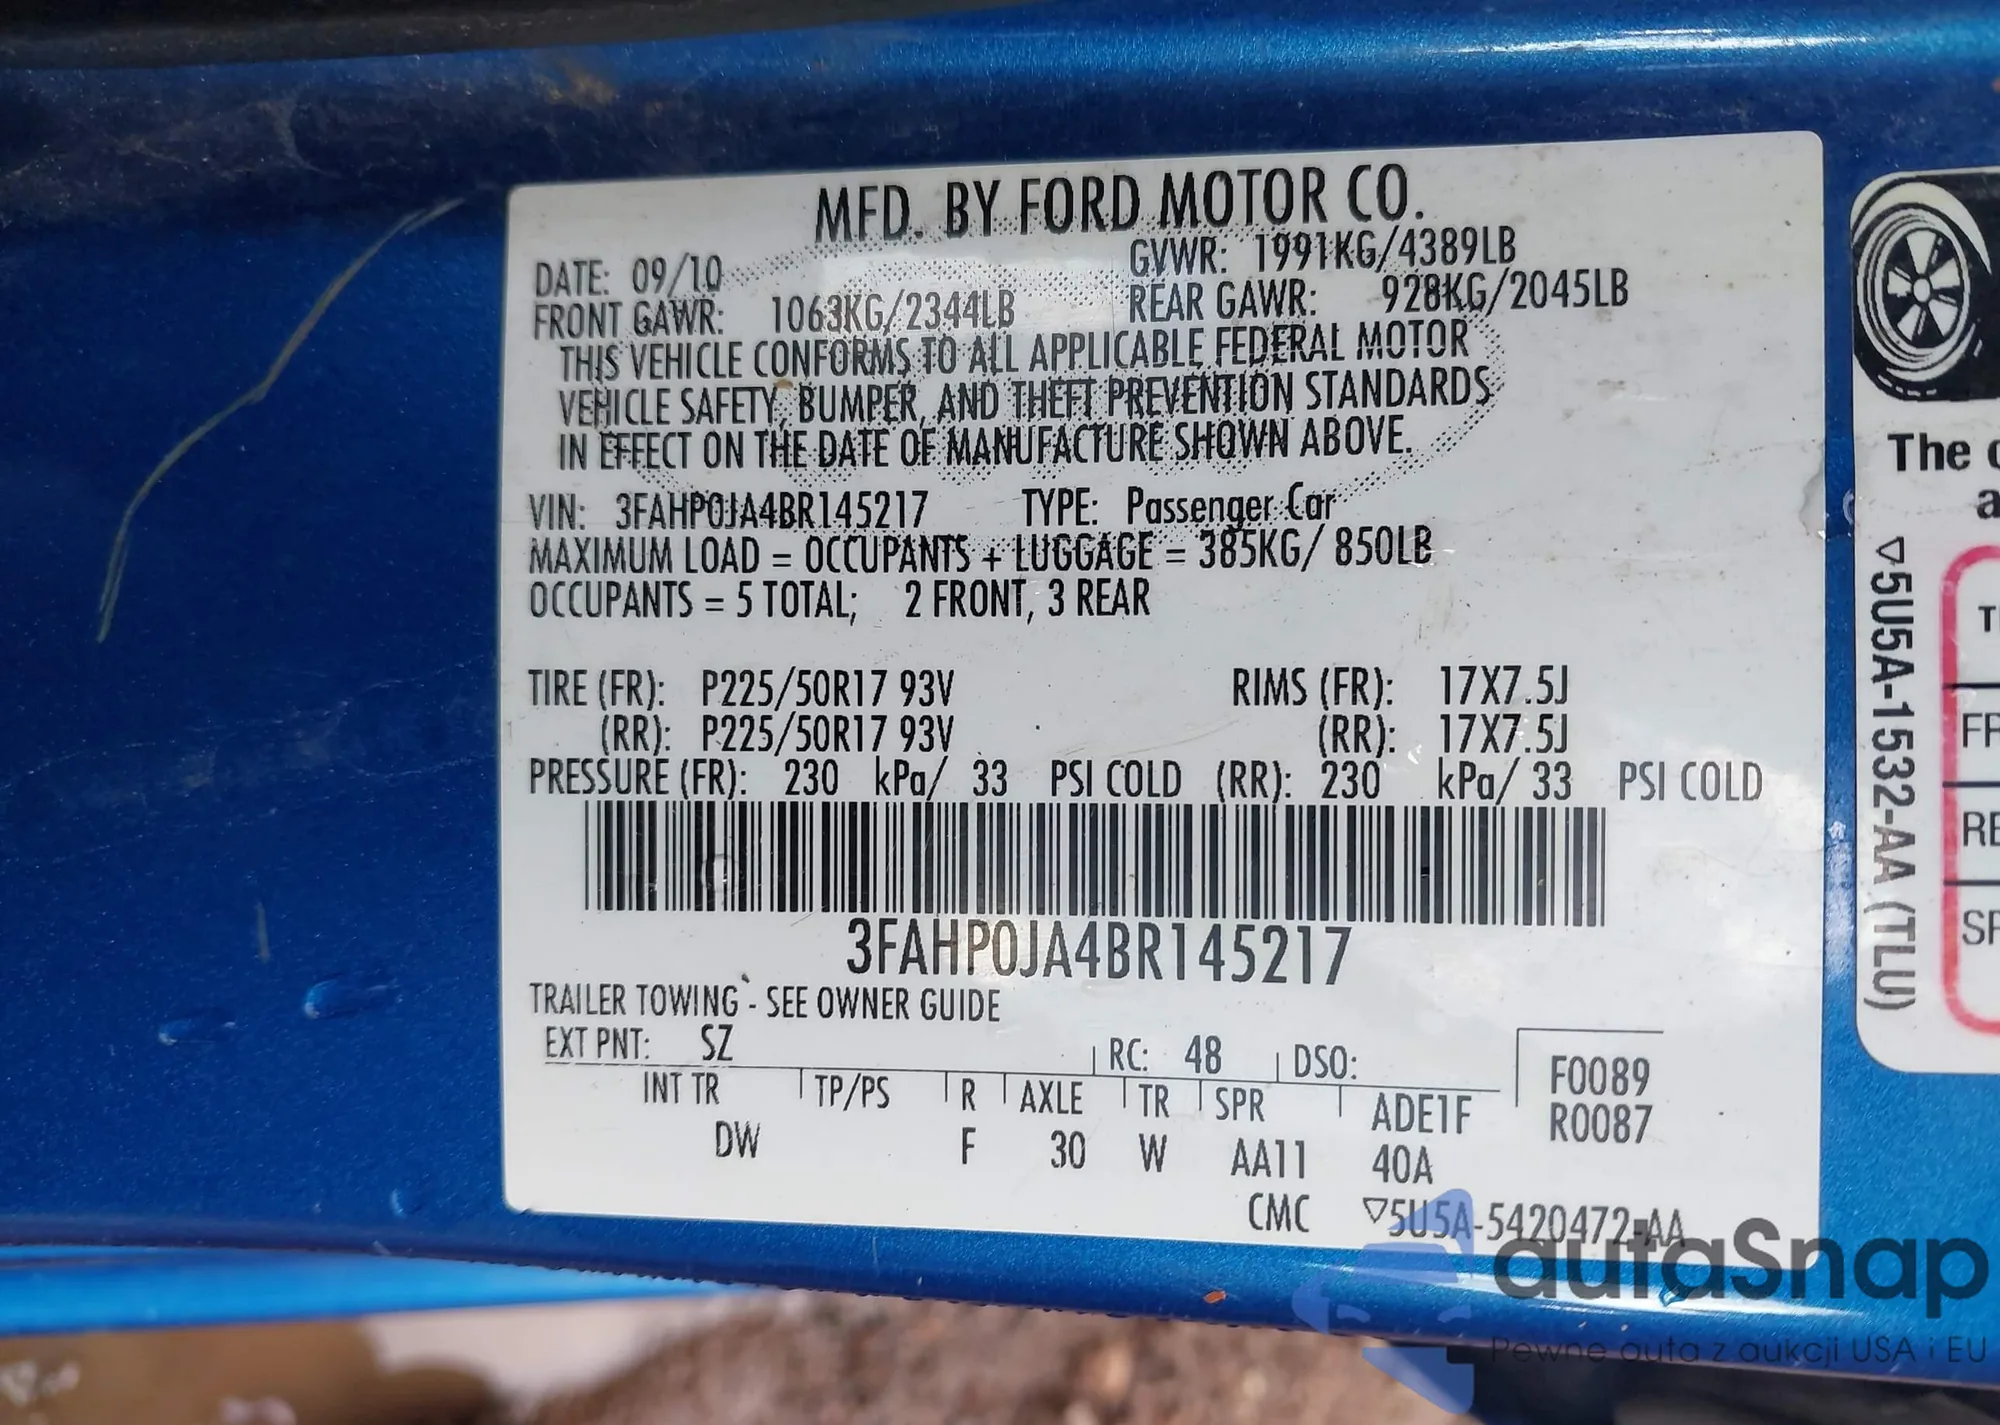 MFD. BY FORD MOTOR CO.
DATE: 09/10 GVWR: 1991KG/4389LB
FRONT GAWR: 1063KG/2344LB REAR GAWR: 928KG/2045LB
THIS VEHICLE CONFORMS TO ALL APPLICABLE FEDERAL MOTOR
VEHICLE SAFETY, BUMPER, AND THEFT PREVENTION STANDARDS
IN EFFECT ON THE DATE OF MANUFACTURE SHOWN ABOVE.
VIN: 3FAHP0JA4BR145217 TYPE: Passenger Car
MAXIMUM LOAD = OCCUPANTS + LUGGAGE = 385KG/ 850LB
OCCUPANTS = 5 TOTAL; 2 FRONT, 3 REAR
TIRE (FR): P225/50R17 93V RIMS (FR): 17X7.5J
(RR): P225/50R17 93V (RR): 17X7.5J
PRESSURE (FR): 230 kPa/ 33 PSI COLD (RR): 230 kPa/ 33 PSI COLD
3FAHP0JA4BR145217
TRAILER TOWING - SEE OWNER GUIDE
EXT PNT: SZ RC: 48 DSO:
INT TR TP/PS R AXLE TR SPR ADE1F
DW F 30 W AA11 40A
F0089
R0087
CMC ▽5U5A-5420472-AA
The
▽5U5A-1532-AA (TLU)
autaSnap
Pewne auta z aukcji USA i EU